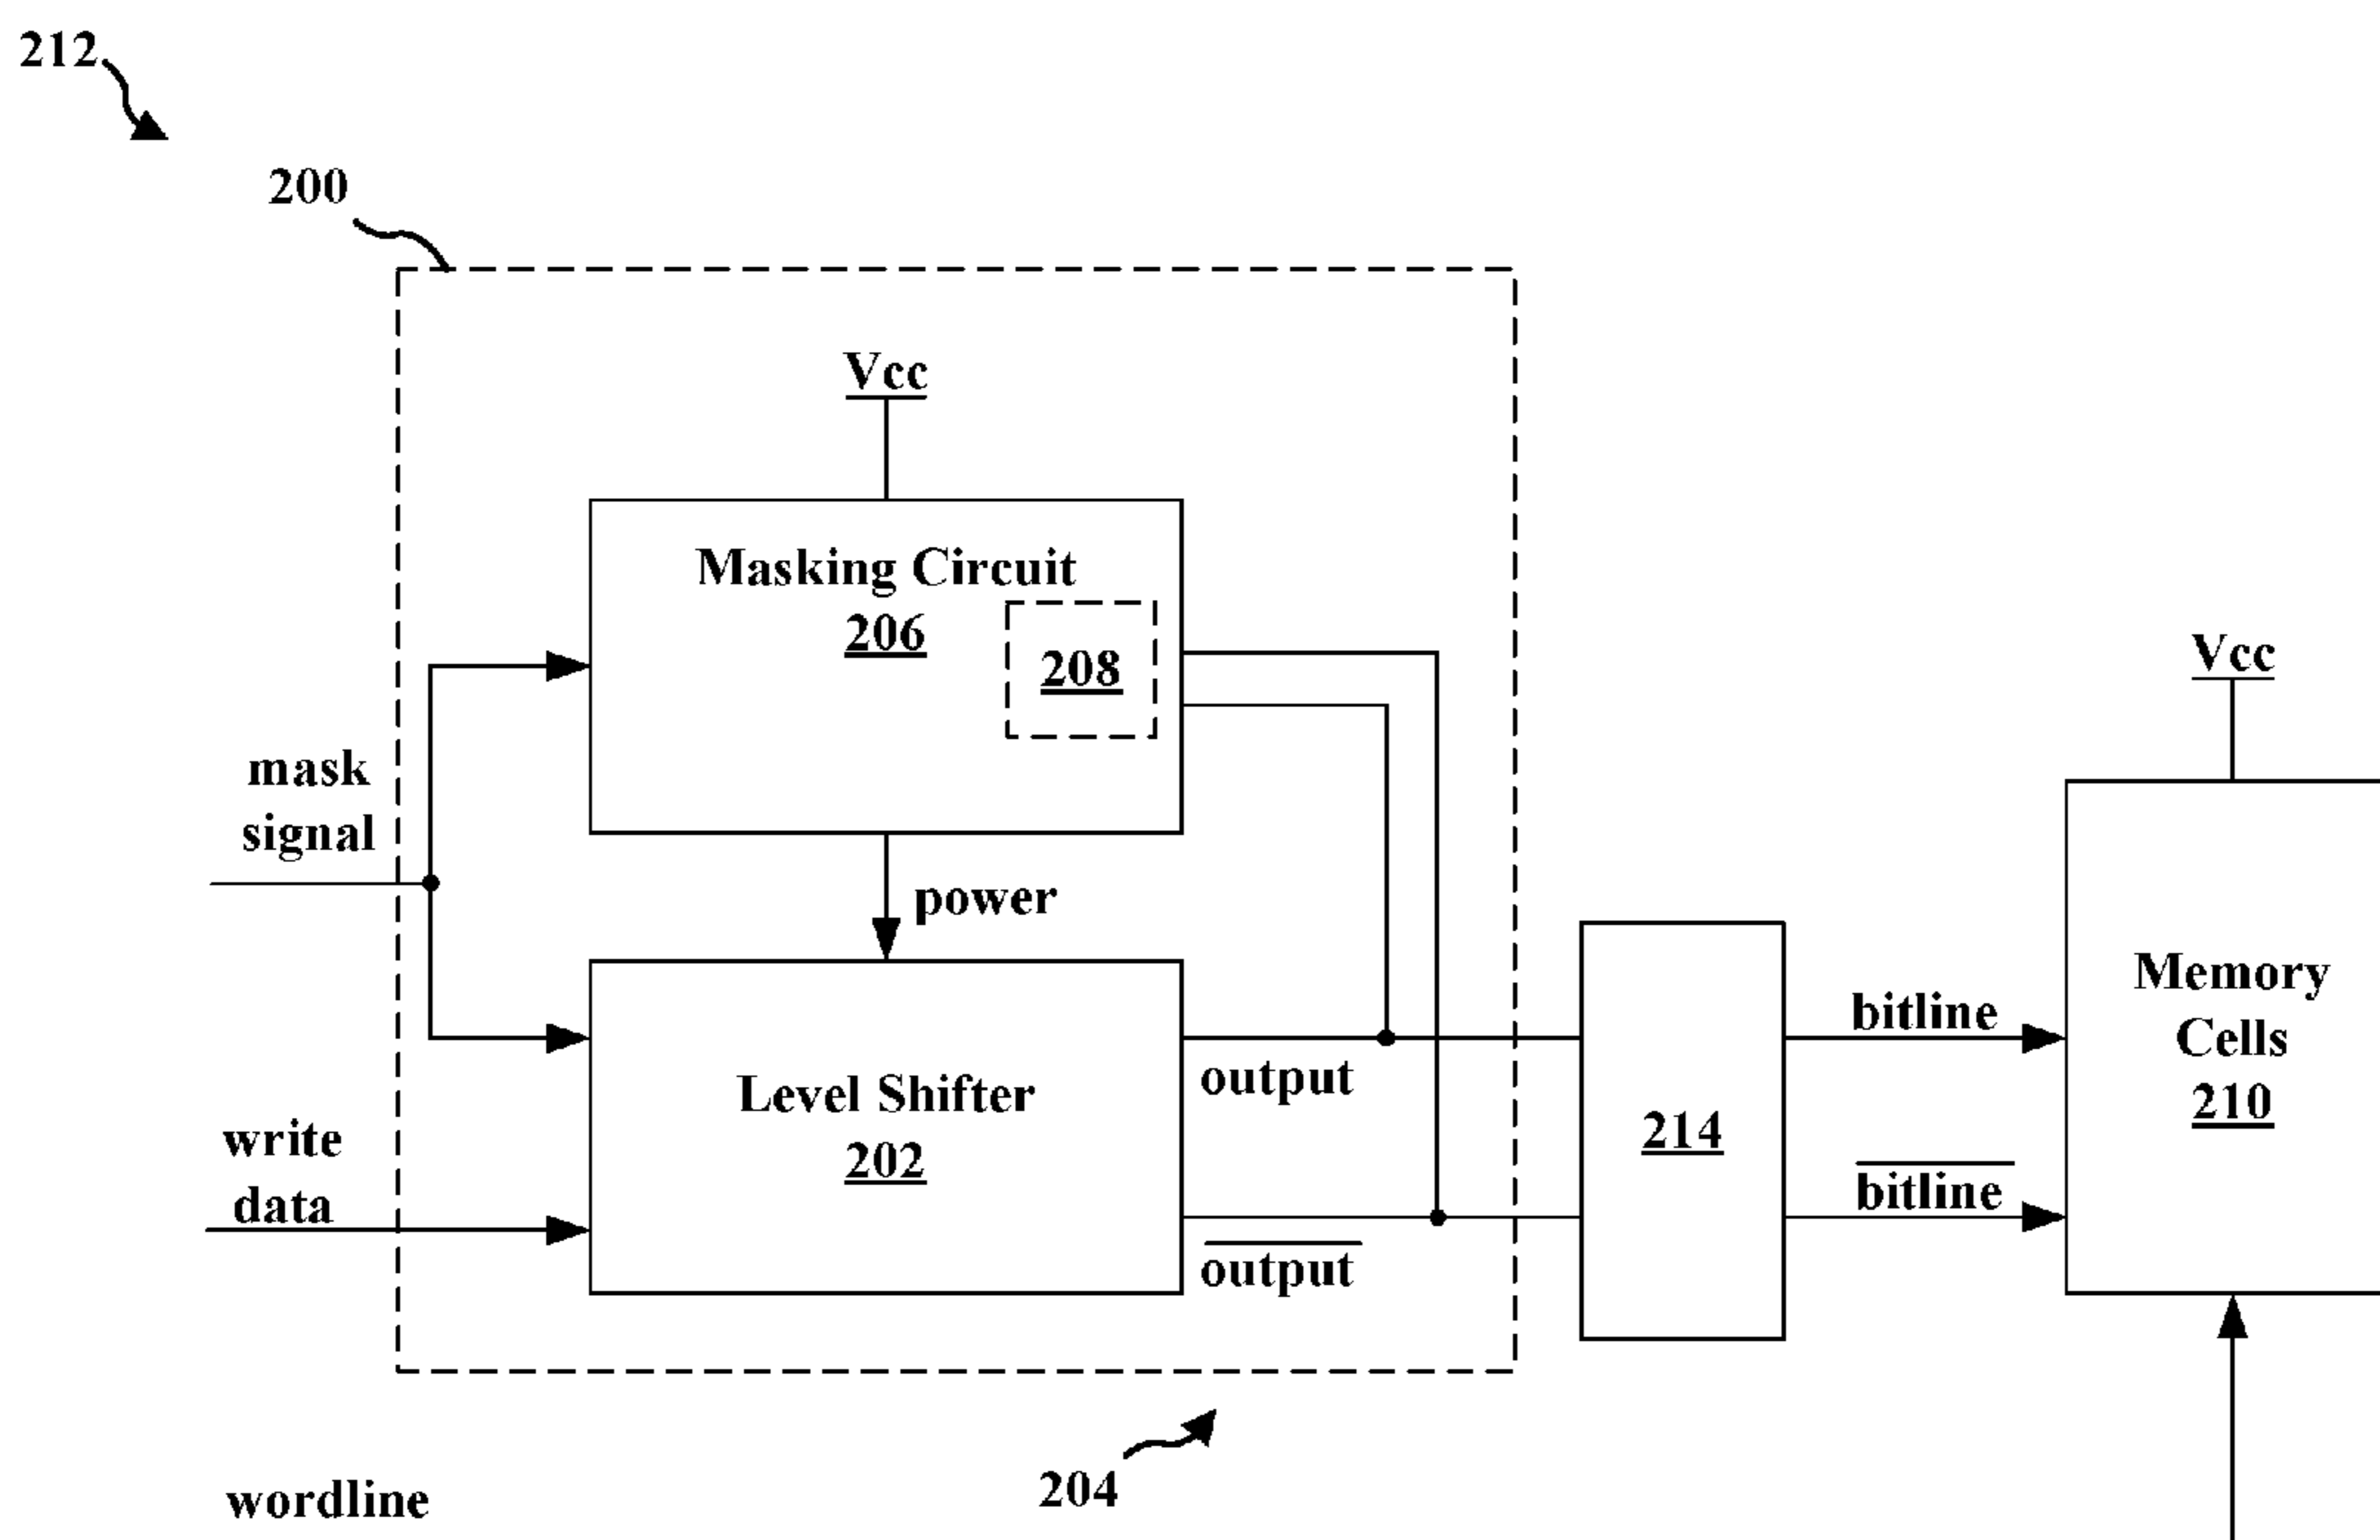 212
200
Vcc
Masking Circuit
206
208
Vcc
mask
signal
power
Memory
Cells
210
bitline
output
Level Shifter
202
214
write
data
bitline
output
204
wordline